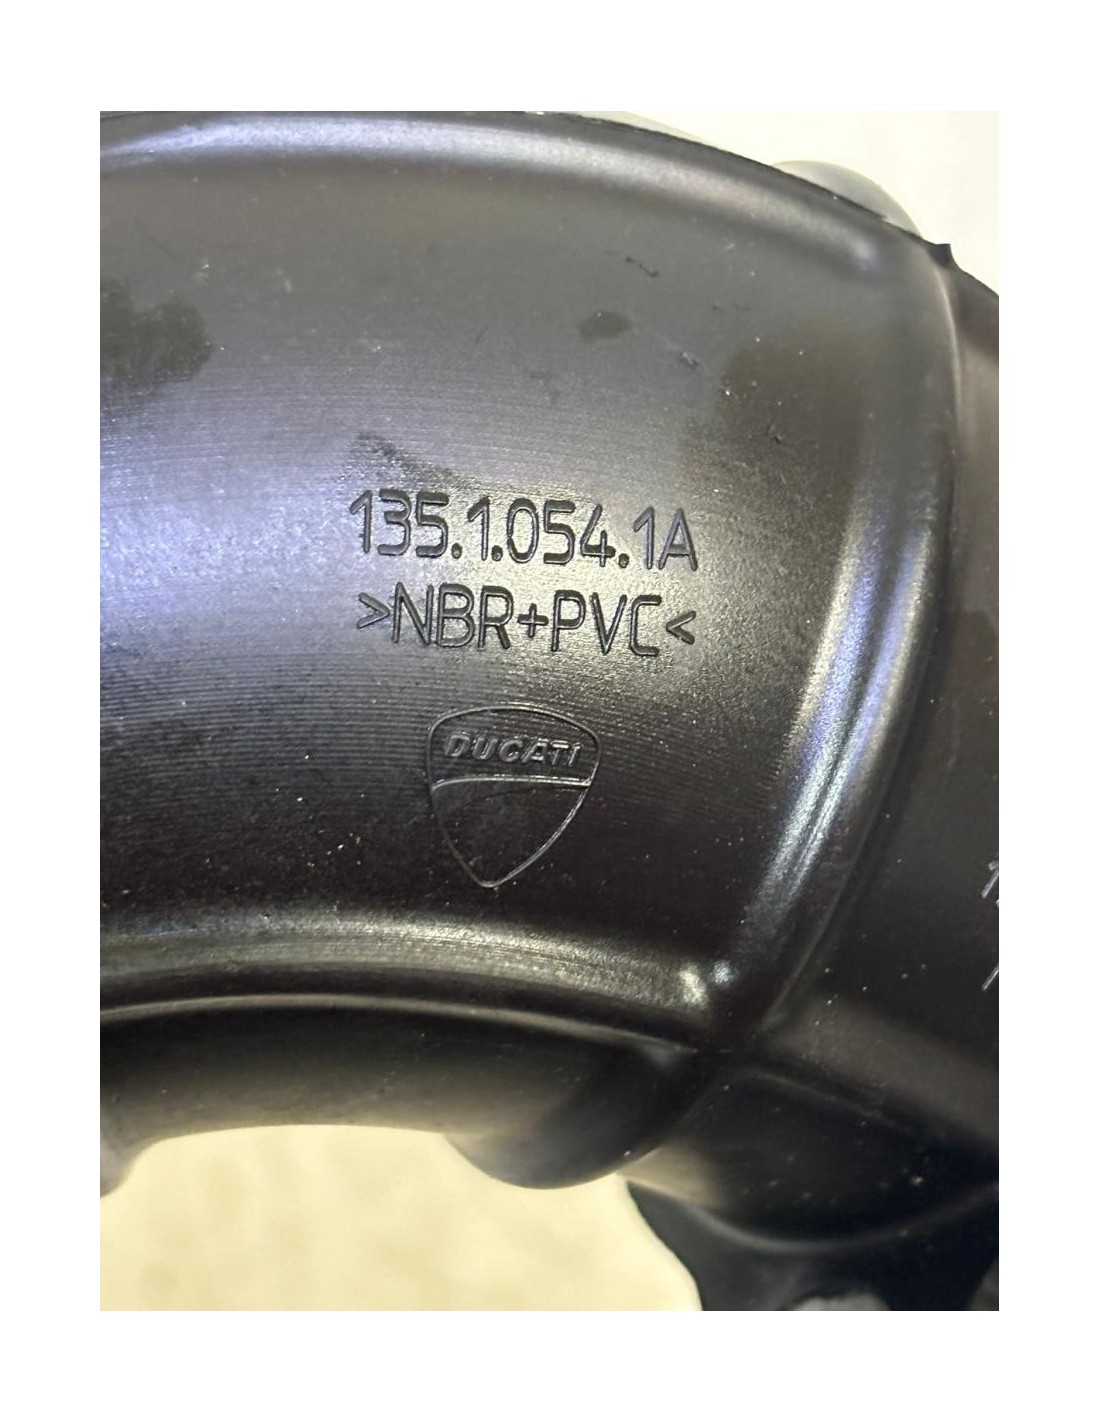 135.1.054.1A
>NBR+PVC<
DUCATI